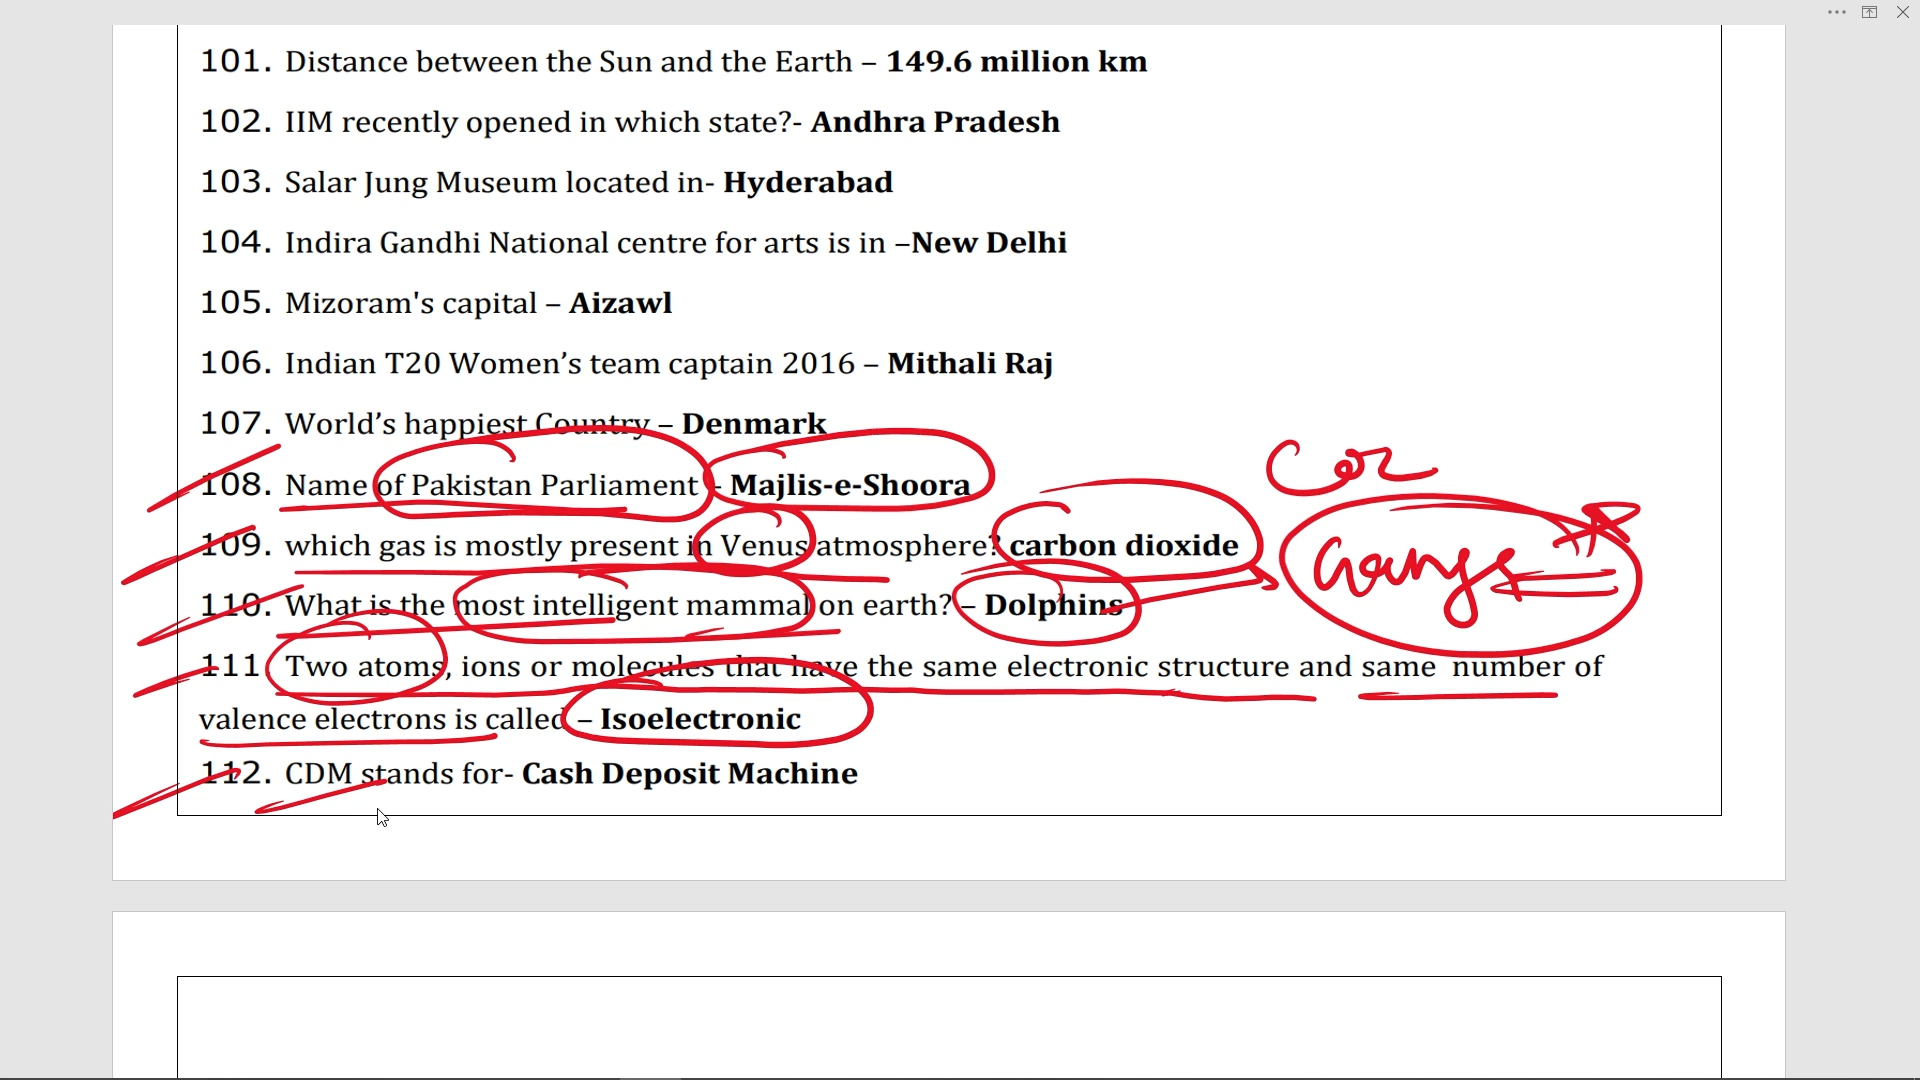 101. Distance between the Sun and the Earth – 149.6 million km
102. IIM recently opened in which state?- Andhra Pradesh
103. Salar Jung Museum located in- Hyderabad
104. Indira Gandhi National centre for arts is in –New Delhi
105. Mizoram's capital – Aizawl
106. Indian T20 Women’s team captain 2016 – Mithali Raj
107. World’s happiest Country – Denmark
108. Name of Pakistan Parliament - Majlis-e-Shoora
109. which gas is mostly present in Venus atmosphere? carbon dioxide
110. What is the most intelligent mammal on earth? – Dolphins
111. Two atoms, ions or molecules that have the same electronic structure and same number of
valence electrons is called – Isoelectronic
112. CDM stands for- Cash Deposit Machine